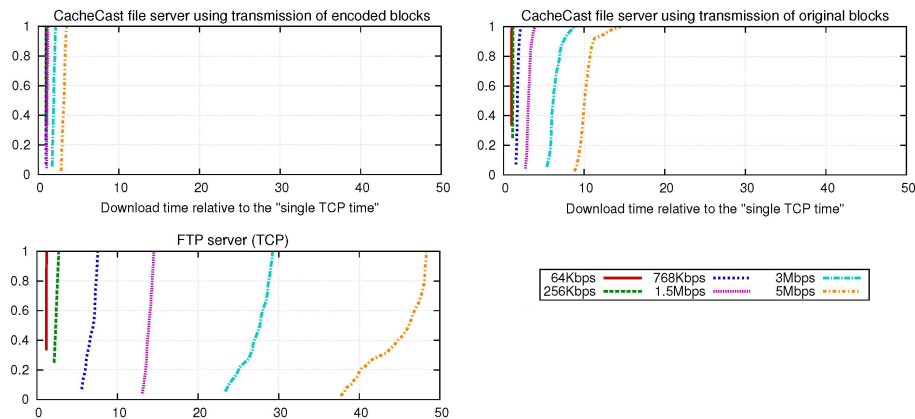 CacheCast file server using transmission of encoded blocks
1
0.8
0.6
0.4
0.2
0
0 10 20 30 40 50
Download time relative to the "single TCP time"
CacheCast file server using transmission of original blocks
1
0.8
0.6
0.4
0.2
0
0 10 20 30 40 50
Download time relative to the "single TCP time"
FTP server (TCP)
1
0.8
0.6
0.4
0.2
0
0 10 20 30 40 50
64Kbps 768Kbps 3Mbps
256Kbps 1.5Mbps 5Mbps